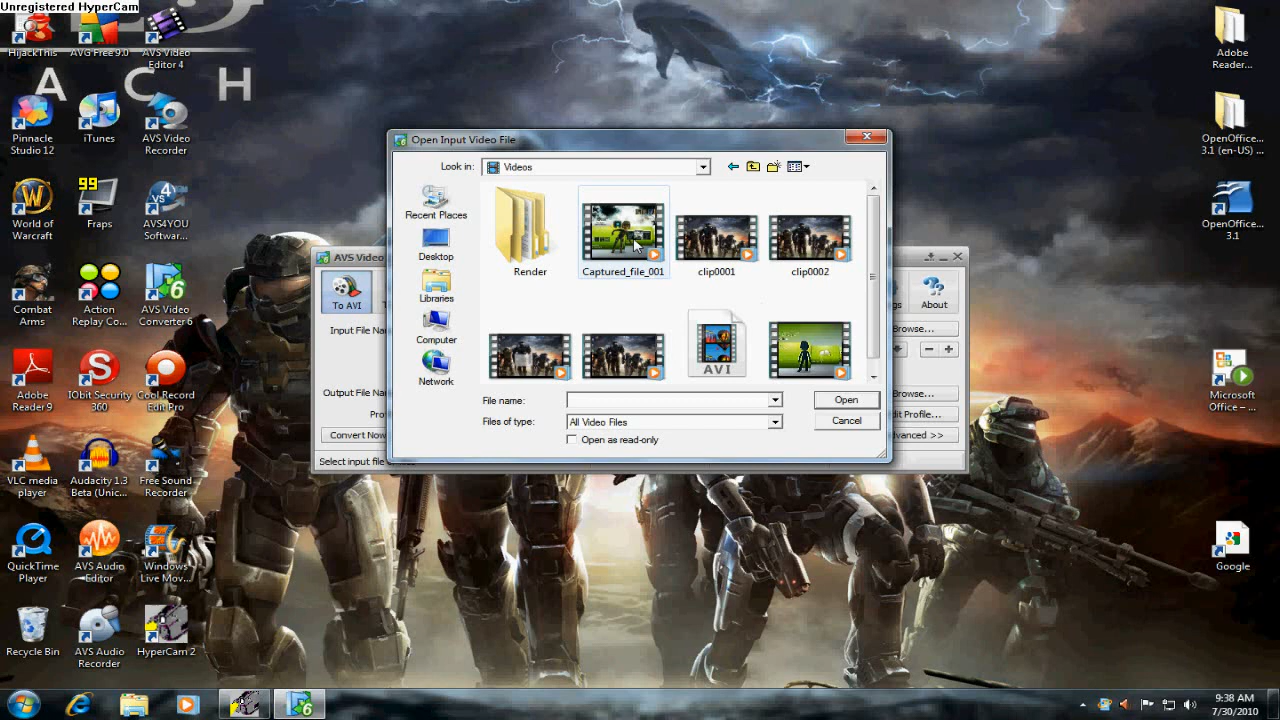 Unregistered HyperCam
HijackThis
AVG Free 9.0
AVS Video
Editor 4
A C H
Pinnacle
Studio 12
iTunes
AVS Video
Recorder
World of
Warcraft
99
Fraps
VS4
AVS4YOU
Softwar...
Combat
Arms
Action
Replay Co...
6
AVS Video
Converter 6
Adobe
Reader 9
IObit Security
360
Cool Record
Edit Pro
VLC media
player
Audacity 1.3
Beta (Unic...
Free Sound
Recorder
QuickTime
Player
AVS Audio
Editor
Windows
Live Mov...
Recycle Bin
AVS Audio
Recorder
HyperCam 2
Open Input Video File
Look in:
Videos
Recent Places
Desktop
Libraries
Computer
Network
Render
Captured_file_001
clip0001
clip0002
AVI
File name:
Open
Files of type:
All Video Files
Cancel
Open as read-only
AVS Video
To AVI
About
Input File Na
Browse...
Output File Na
Browse...
Pro
dit Profile...
Convert Now
dvanced >>
Select input file
Adobe
Reader...
OpenOffice...
3.1 (en-US) ...
OpenOffice...
3.1
Microsoft
Office – ...
Google
9:38 AM
7/30/2010